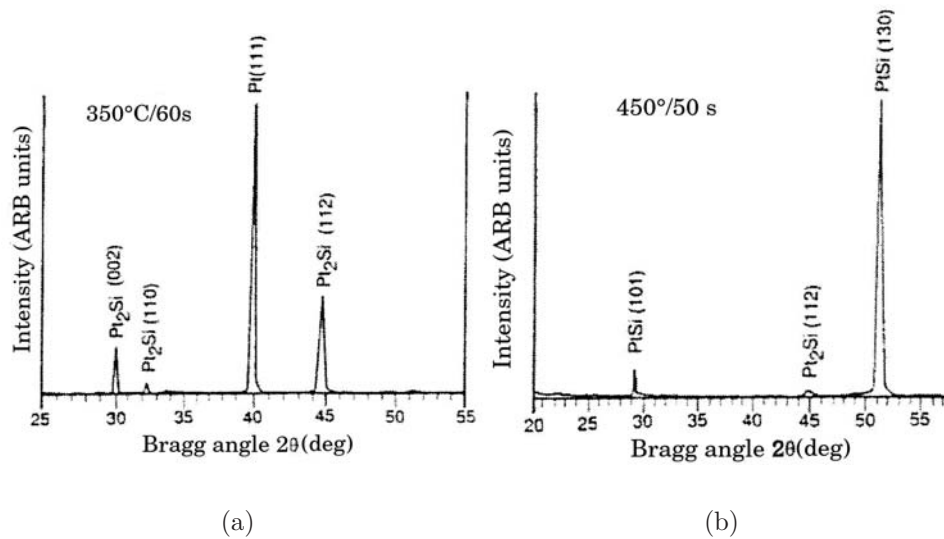 Pt(111)
350°C/60s
Pt2Si (002)
Pt2Si (110)
Pt2Si (112)
Intensity (ARB units)
25 30 35 40 45 50 55
Bragg angle 2θ(deg)
(a)
PtSi (130)
450°/50 s
PtSi (101)
Pt2Si (112)
Intensity (ARB units)
20 25 30 35 40 45 50 55
Bragg angle 2θ(deg)
(b)